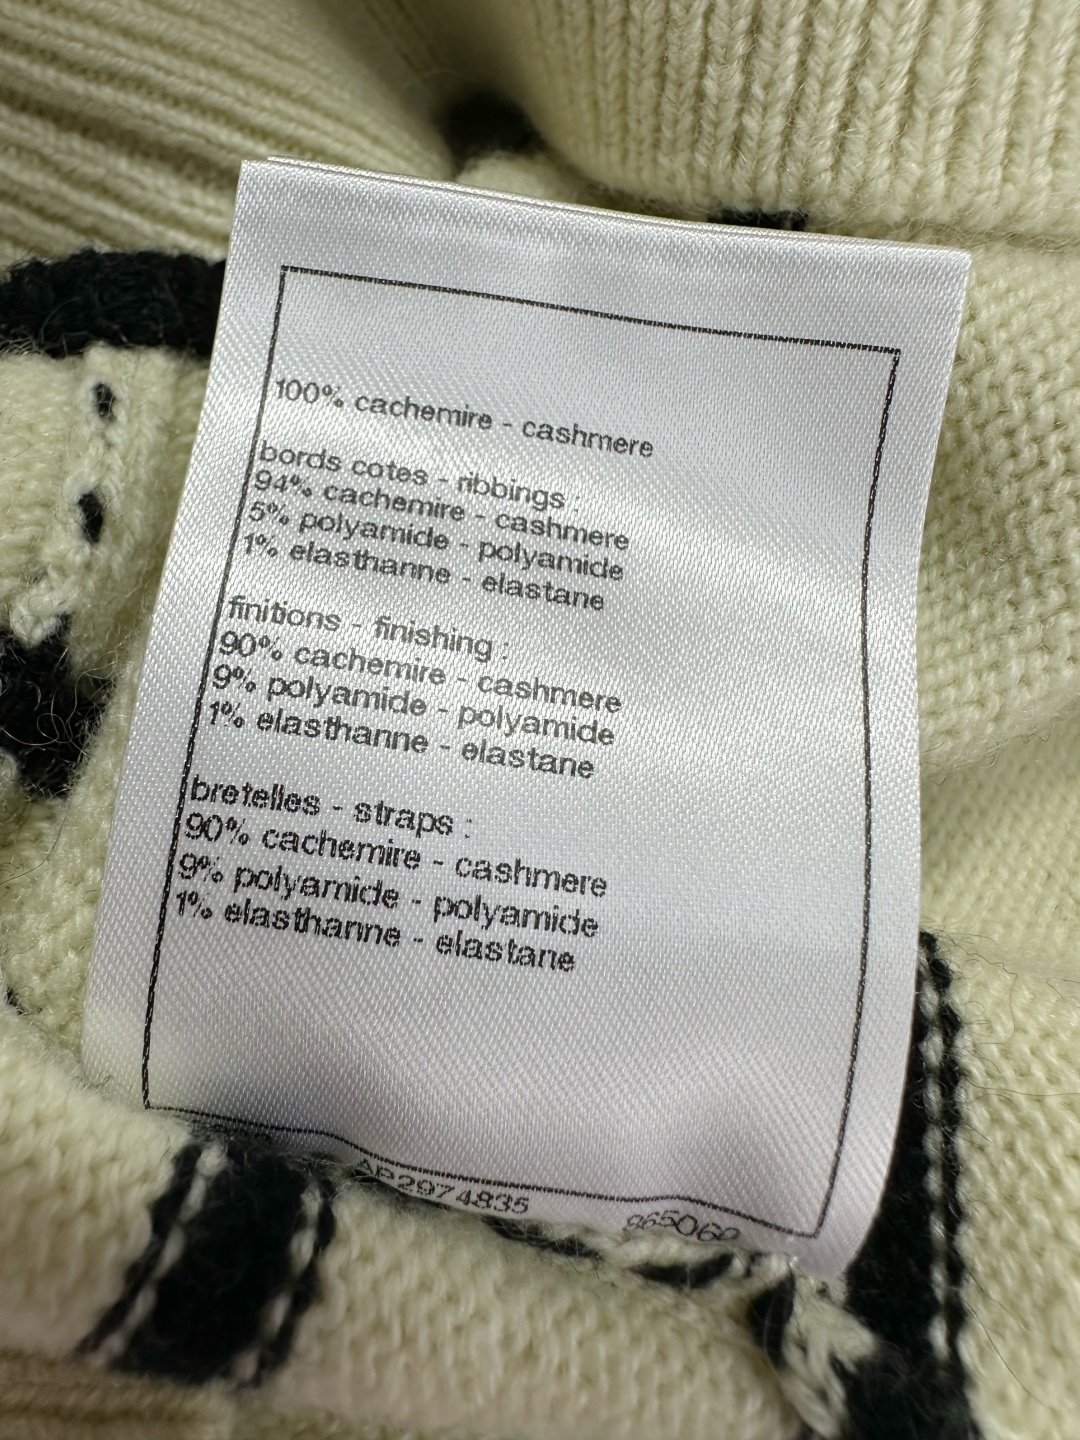 100% cachemire - cashmere
bords cotes - ribbings :
94% cachemire - cashmere
5% polyamide - polyamide
1% elasthanne - elastane
finitions - finishing :
90% cachemire - cashmere
9% polyamide - polyamide
1% elasthanne - elastane
bretelles - straps :
90% cachemire - cashmere
9% polyamide - polyamide
1% elasthanne - elastane
AP2974835